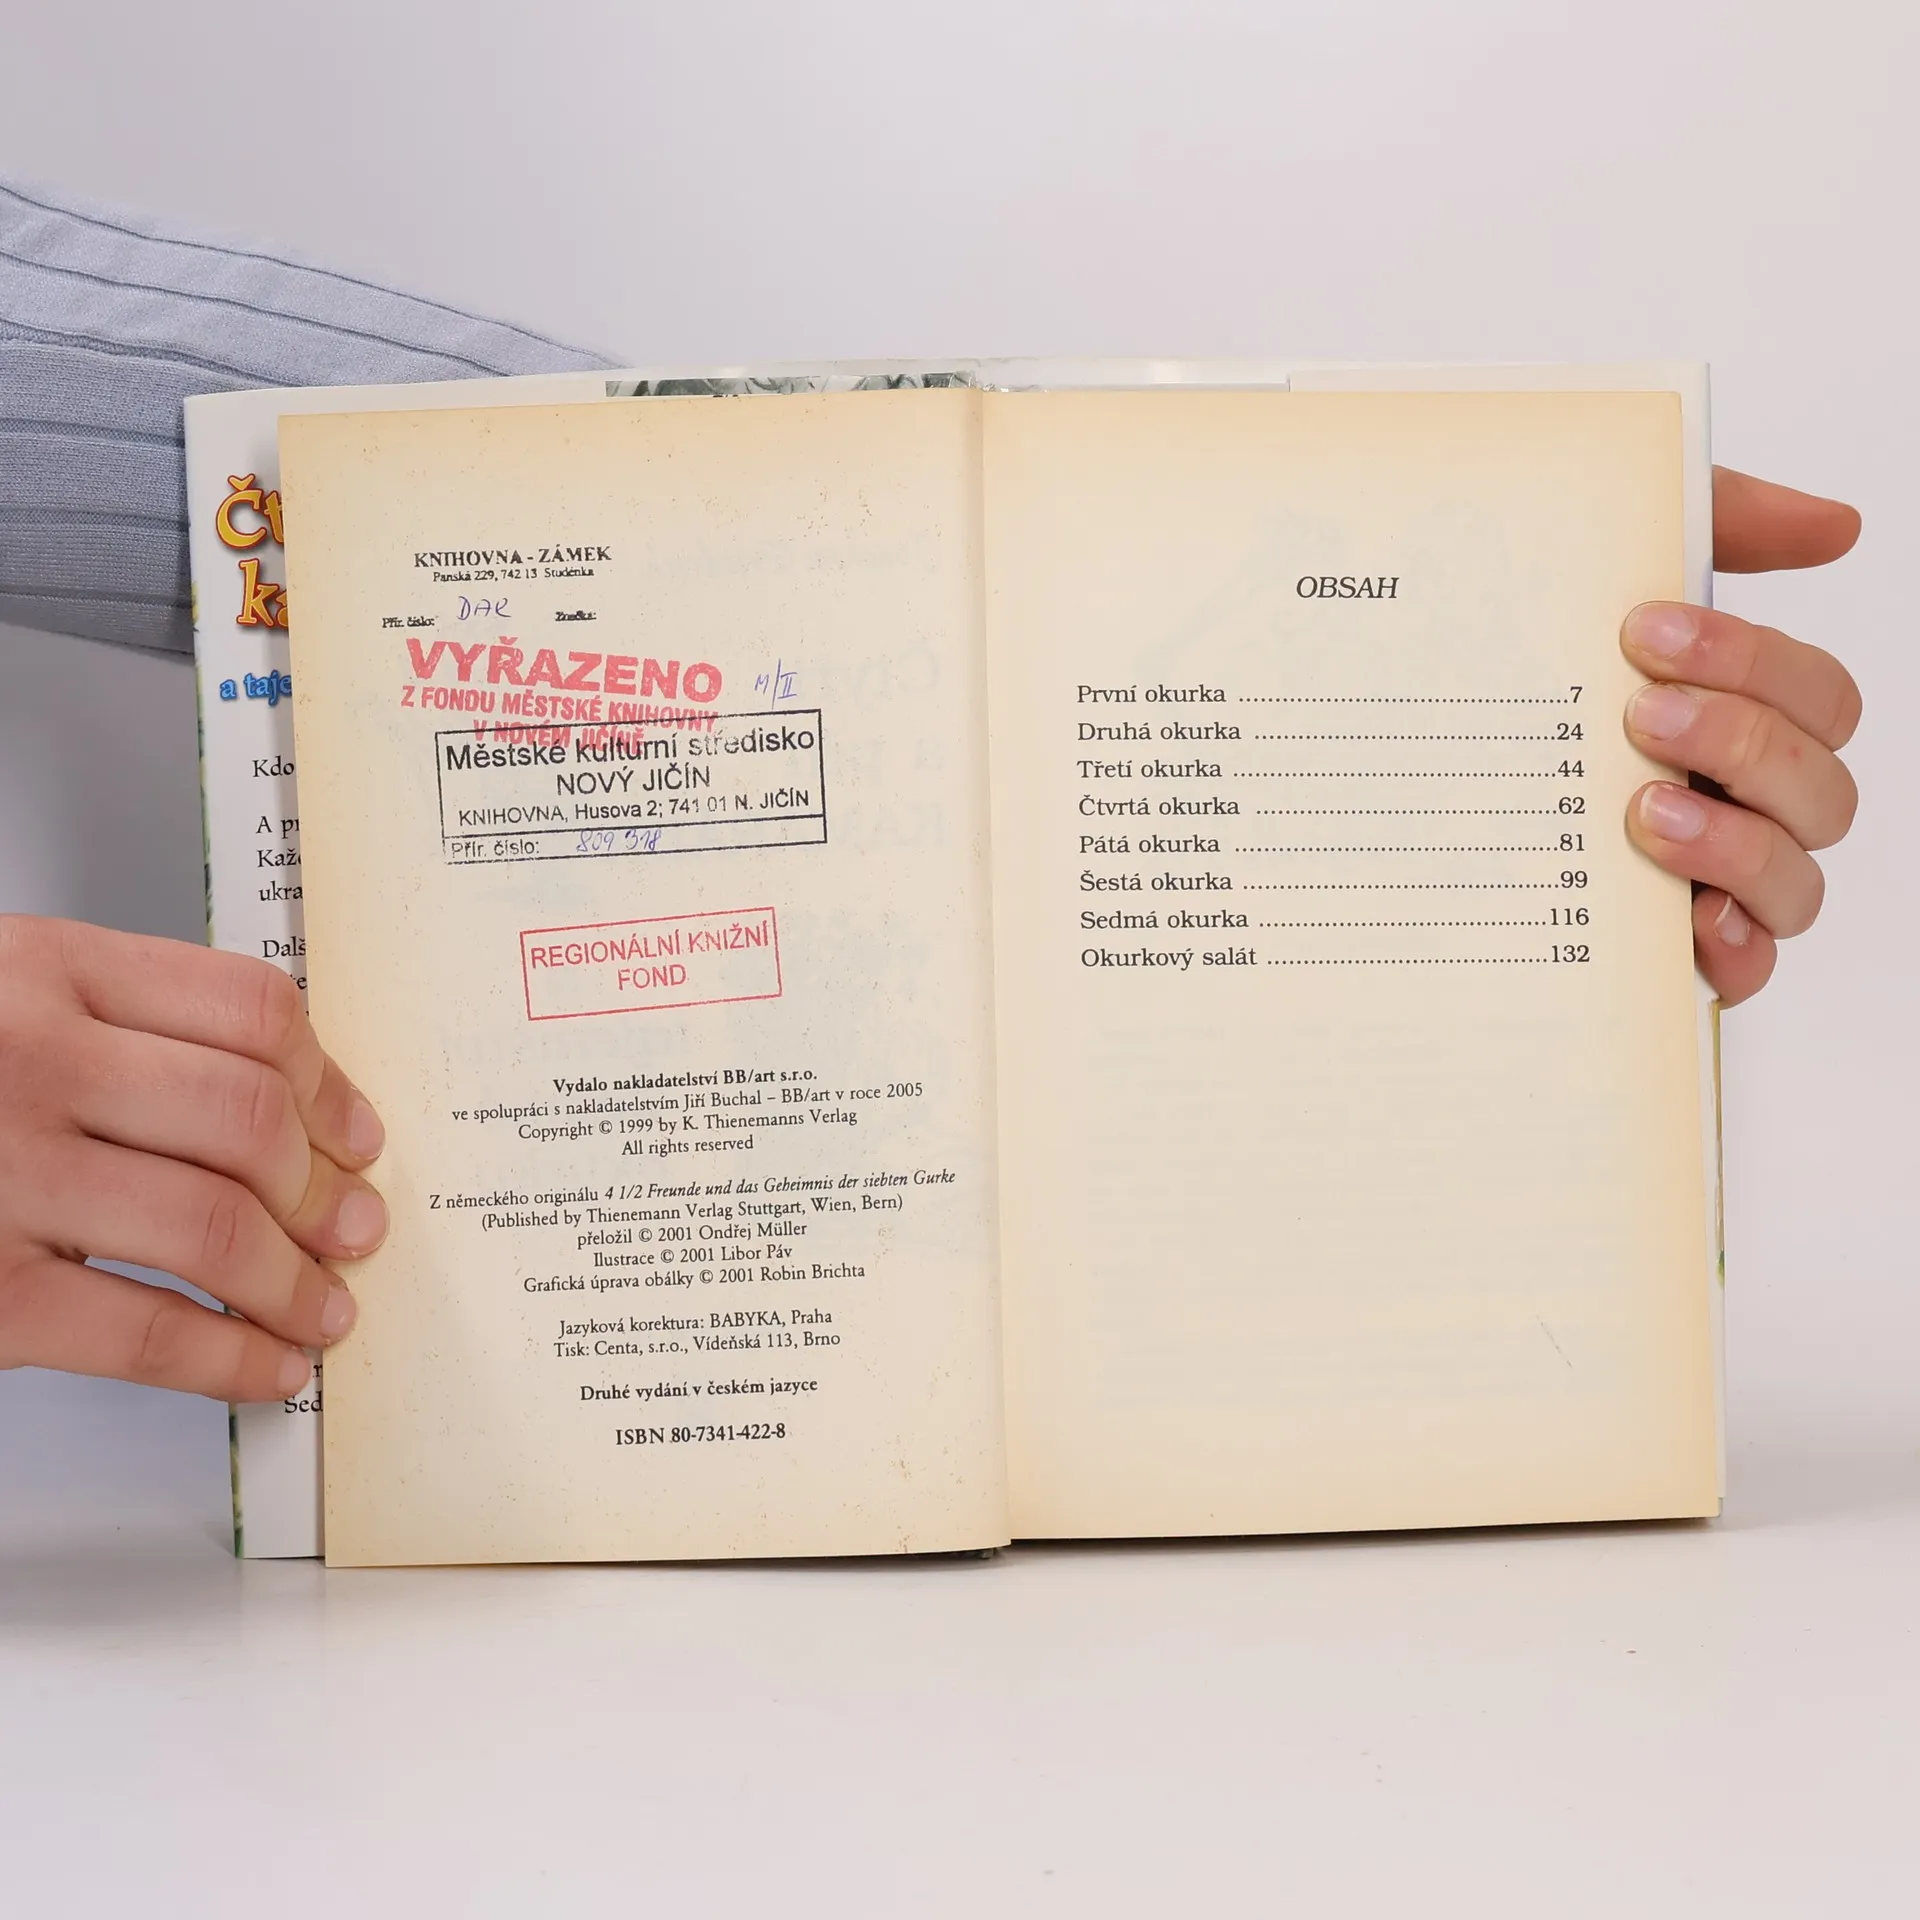 a taje
Kdo
A
Kaž
ukra
Dalš
Sed
KNIHOVNA - ZÁMEK
Panská 229, 742 13 Studénka
Přír. číslo: DAR Značka:
VYŘAZENO
Z FONDU MĚSTSKÉ KNIHOVNY
V NOVÉM JIČÍNĚ
M/II
Městské kulturní středisko
NOVÝ JIČÍN
KNIHOVNA, Husova 2; 741 01 N. JIČÍN
Přír. číslo: 809 318
REGIONÁLNÍ KNIŽNÍ
FOND
Vydalo nakladatelství BB/art s.r.o.
ve spolupráci s nakladatelstvím Jiří Buchal – BB/art v roce 2005
Copyright © 1999 by K. Thienemanns Verlag
All rights reserved
Z německého originálu 4 1/2 Freunde und das Geheimnis der siebten Gurke
(Published by Thienemann Verlag Stuttgart, Wien, Bern)
přeložil © 2001 Ondřej Müller
Ilustrace © 2001 Libor Páv
Grafická úprava obálky © 2001 Robin Brichta
Jazyková korektura: BABYKA, Praha
Tisk: Centa, s.r.o., Vídeňská 113, Brno
Druhé vydání v českém jazyce
ISBN 80-7341-422-8
OBSAH
První okurka ..........................................7
Druhá okurka ......................................24
Třetí okurka .........................................44
Čtvrtá okurka ......................................62
Pátá okurka .........................................81
Šestá okurka ........................................99
Sedmá okurka ....................................116
Okurkový salát ...................................132